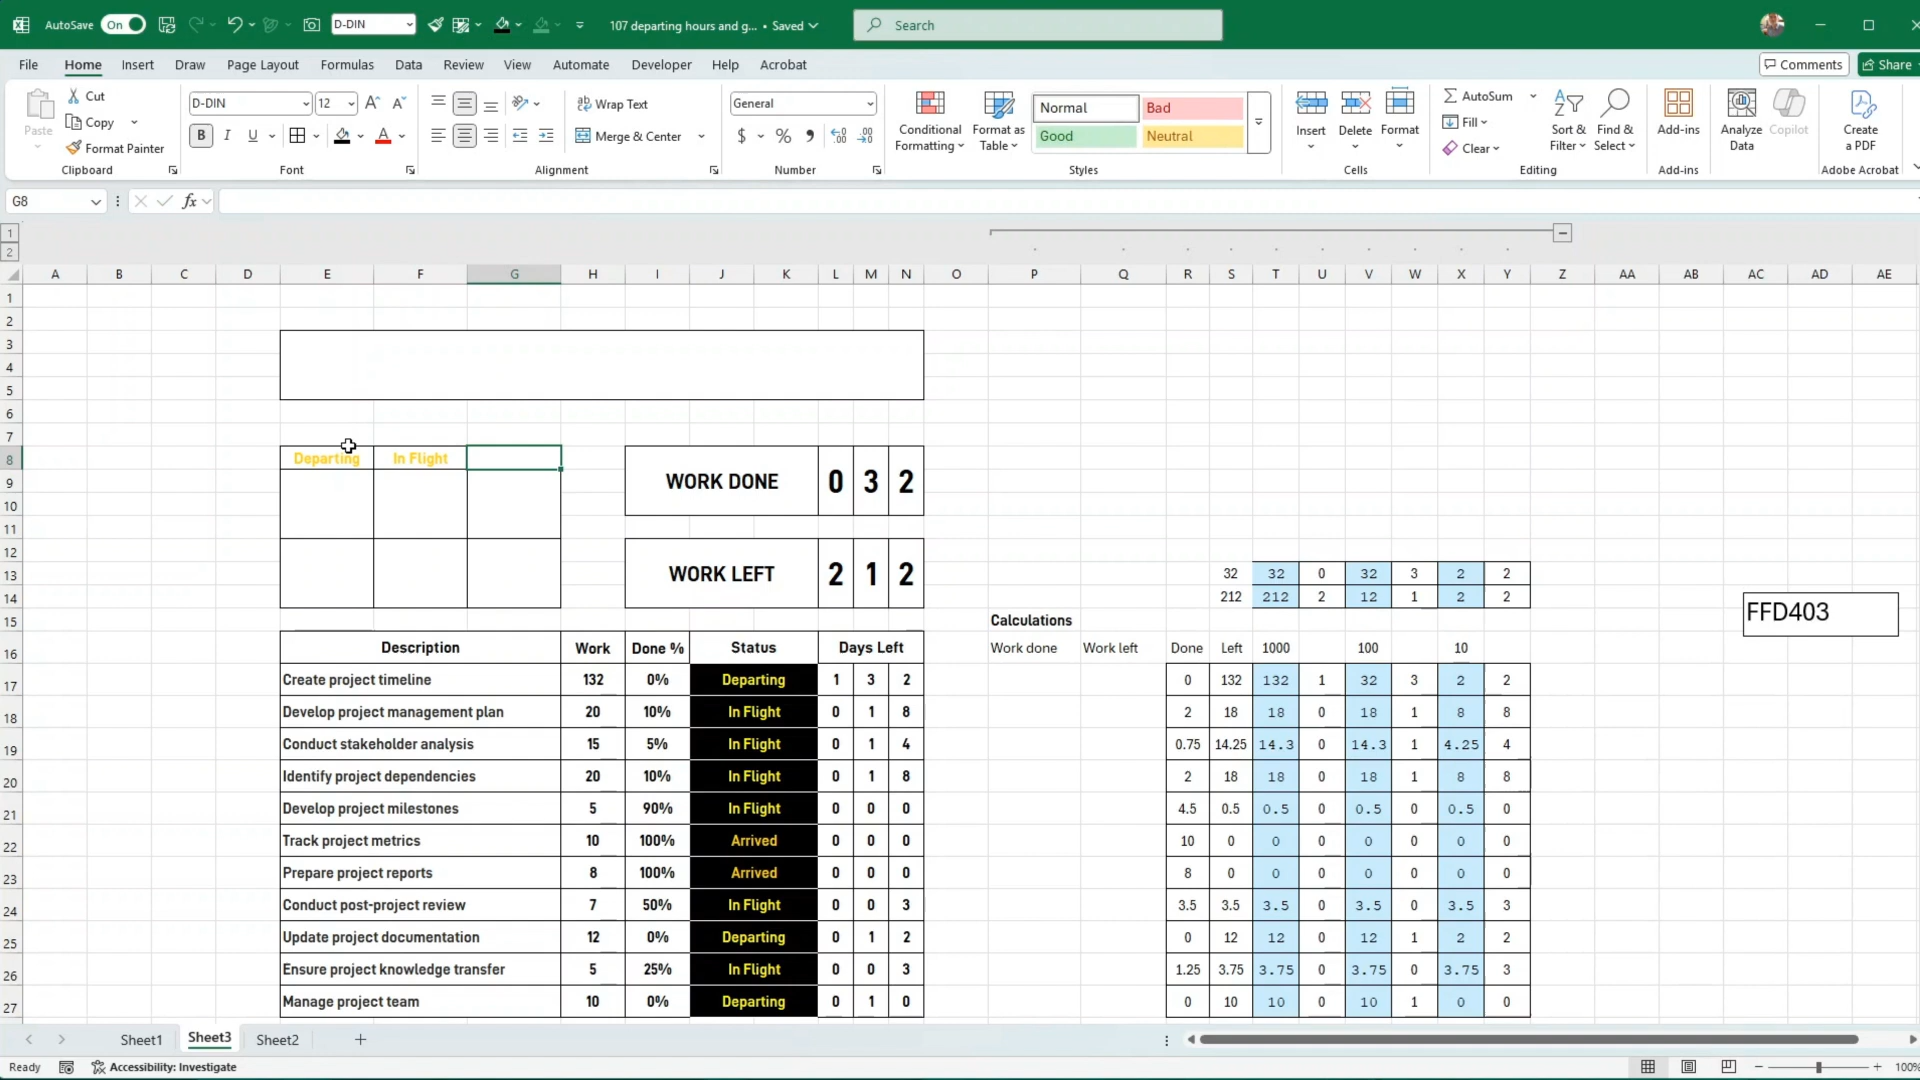 AutoSave On D-DIN 107 departing hours and g... • Saved Search
File Home Insert Draw Page Layout Formulas Data Review View Automate Developer Help Acrobat Comments Share
Paste Cut Copy Format Painter Clipboard
D-DIN 12 B I U A Font
Wrap Text Merge & Center Alignment
General $ % Number
Conditional Formatting Format as Table Normal Bad Good Neutral Styles
Insert Delete Format Cells
AutoSum Fill Clear Sort & Filter Find & Select Editing
Add-ins Add-ins
Analyze Data Copilot
Create a PDF Adobe Acrobat
G8 fx
1
2
A B C D E F G H I J K L M N O P Q R S T U V W X Y Z AA AB AC AD AE
1
2
3
4
5
6
7
8 Departing In Flight
9 WORK DONE 0 3 2
10
11
12
13 WORK LEFT 2 1 2 32 32 0 32 3 2 2
14 212 212 2 12 1 2 2 FFD403
15 Calculations
16 Description Work Done % Status Days Left Work done Work left Done Left 1000 100 10
17 Create project timeline 132 0% Departing 1 3 2 0 132 132 1 32 3 2 2
18 Develop project management plan 20 10% In Flight 0 1 8 2 18 18 0 18 1 8 8
19 Conduct stakeholder analysis 15 5% In Flight 0 1 4 0.75 14.25 14.3 0 14.3 1 4.25 4
20 Identify project dependencies 20 10% In Flight 0 1 8 2 18 18 0 18 1 8 8
21 Develop project milestones 5 90% In Flight 0 0 0 4.5 0.5 0.5 0 0.5 0 0.5 0
22 Track project metrics 10 100% Arrived 0 0 0 10 0 0 0 0 0 0 0
23 Prepare project reports 8 100% Arrived 0 0 0 8 0 0 0 0 0 0 0
24 Conduct post-project review 7 50% In Flight 0 0 3 3.5 3.5 3.5 0 3.5 0 3.5 3
25 Update project documentation 12 0% Departing 0 1 2 0 12 12 0 12 1 2 2
26 Ensure project knowledge transfer 5 25% In Flight 0 0 3 1.25 3.75 3.75 0 3.75 0 3.75 3
27 Manage project team 10 0% Departing 0 1 0 0 10 10 0 10 1 0 0
Sheet1 Sheet3 Sheet2
Ready Accessibility: Investigate 100%